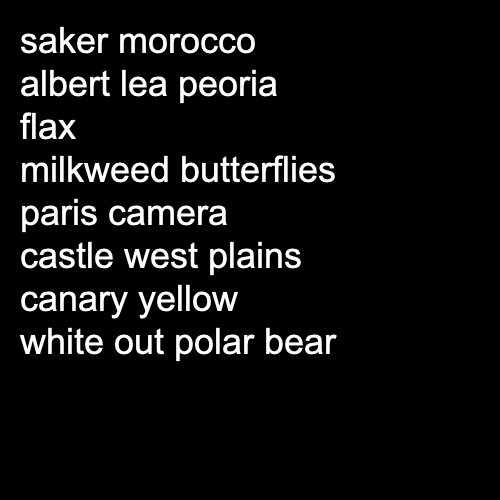 saker morocco
albert lea peoria
flax
milkweed butterflies
paris camera
castle west plains
canary yellow
white out polar bear